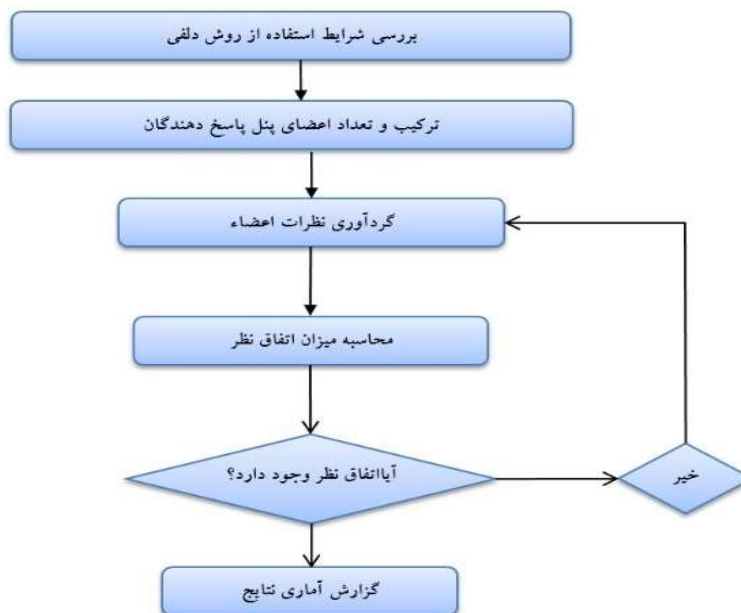 بررسی شرایط استفاده از روش دلفی
ترکیب و تعداد اعضای پنل پاسخ دهندگان
گردآوری نظرات اعضاء
محاسبه میزان اتفاق نظر
آیااتفاق نظر وجود دارد؟
خیر
گزارش آماری نتایج